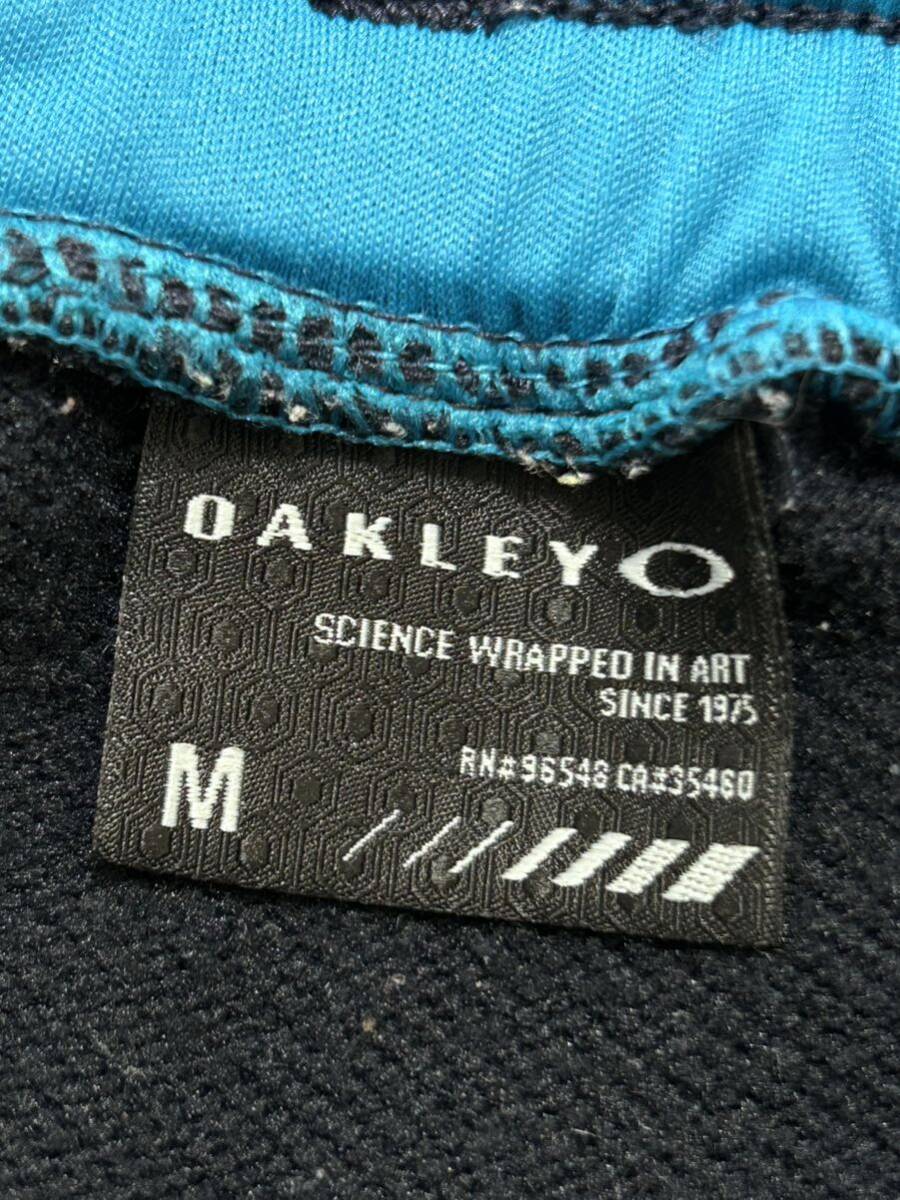 OAKLEY
SCIENCE WRAPPED IN ART
SINCE 1975
RN#96548 CA#35460
M